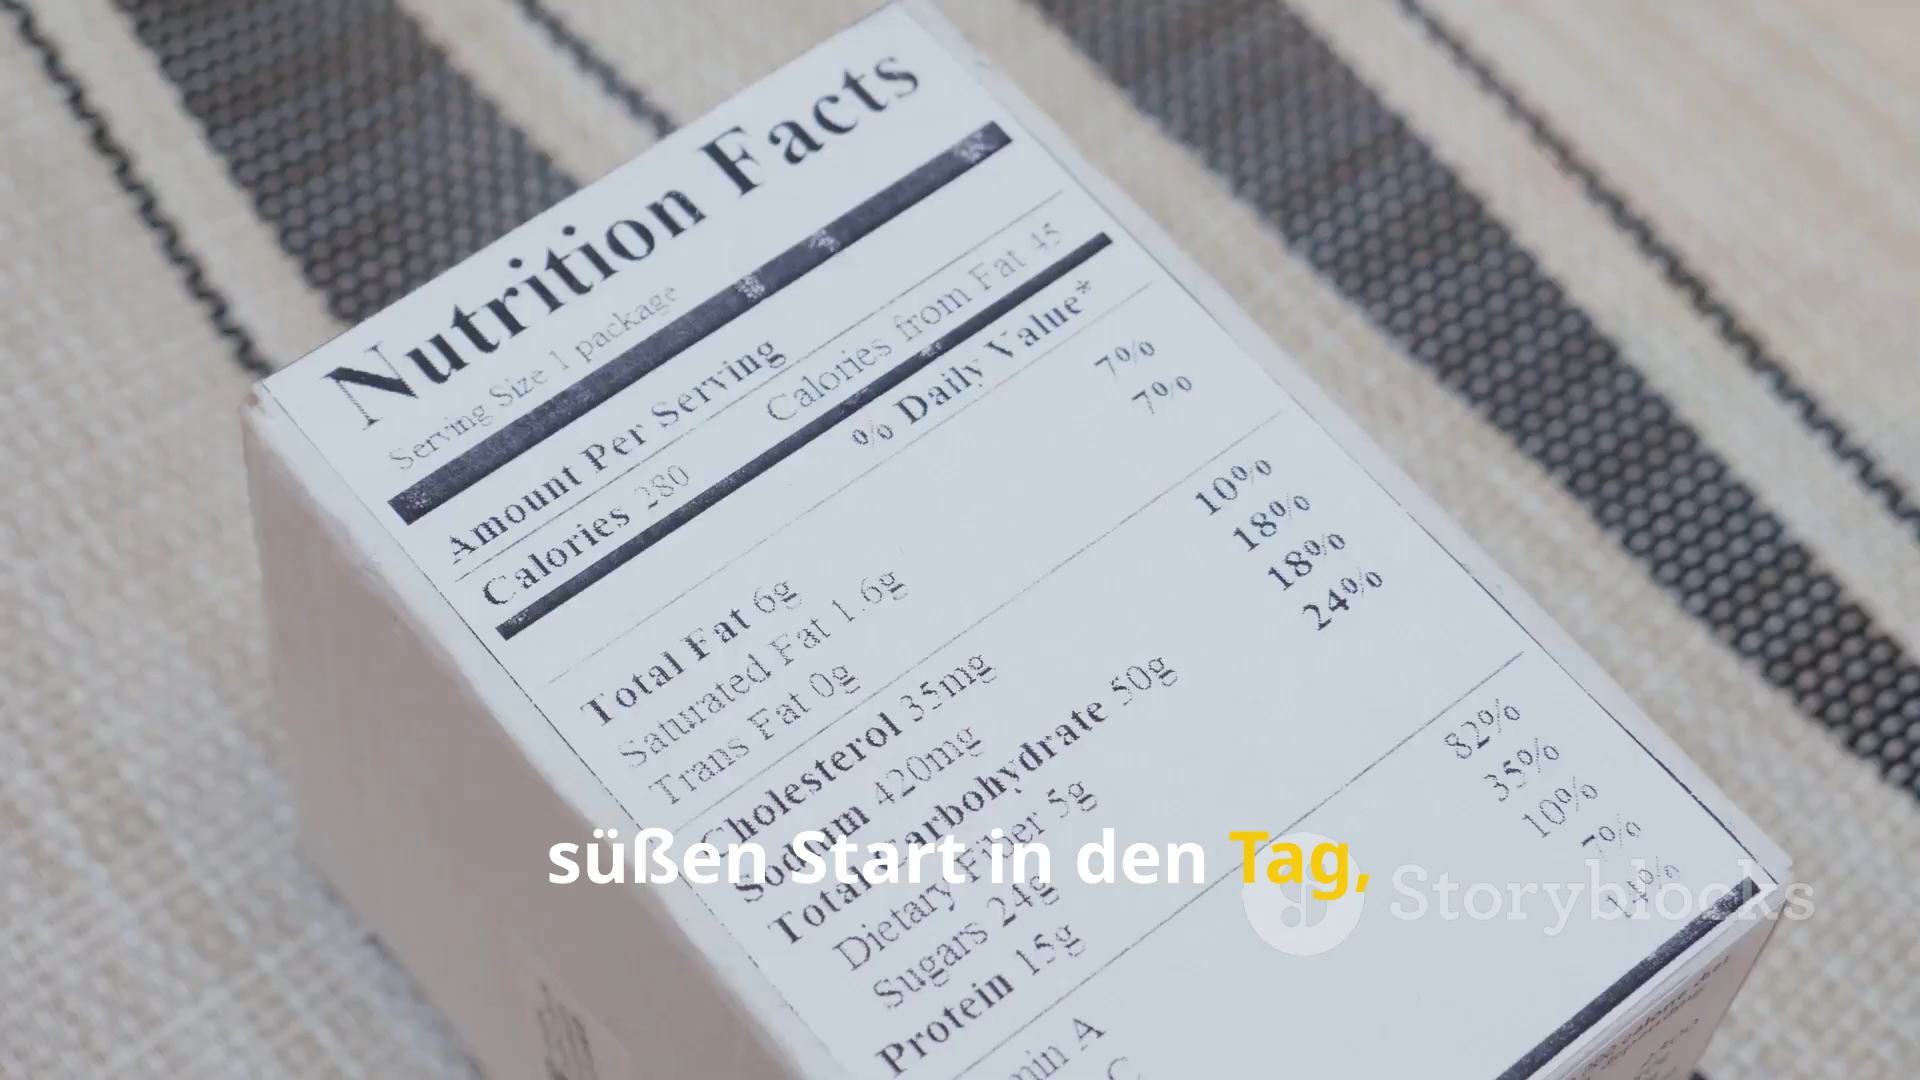 Nutrition Facts
Serving Size 1 package
Amount Per Serving
Calories 280 Calories from Fat 45
% Daily Value*
Total Fat 6g 7%
Saturated Fat 1.6g 7%
Trans Fat 0g
Cholesterol 35mg 10%
Sodium 420mg 18%
Total Carbohydrate 50g 18%
Dietary Fiber 5g 24%
Sugars 24g
Protein 15g
82%
35%
10%
7%
süßen Start in den Tag,
Storyblocks